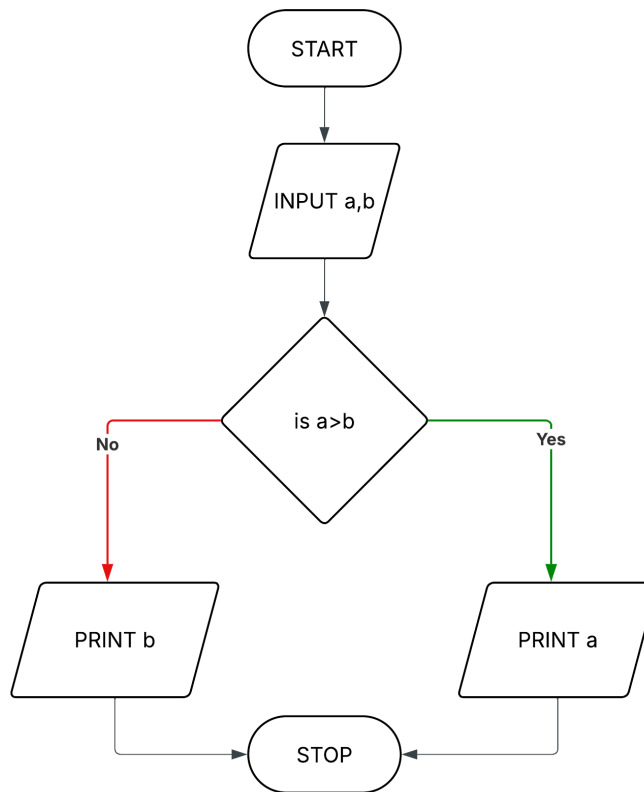 START
INPUT a,b
is a>b
No
Yes
PRINT b
PRINT a
STOP